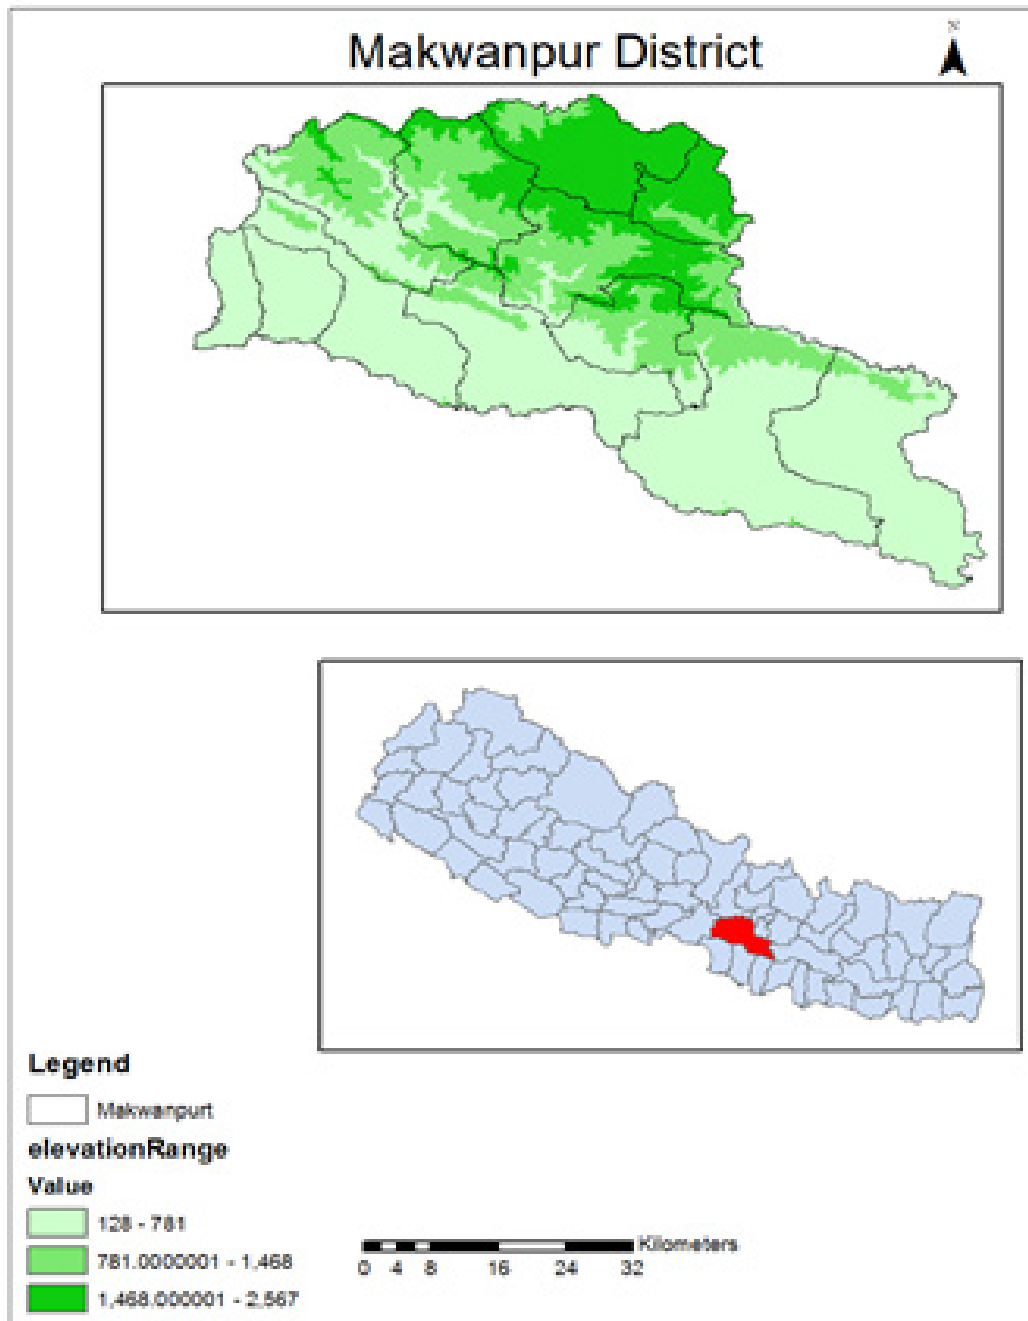 Makwanpur District
N
Legend
Makwanpurt
elevationRange
Value
128 - 781
781.0000001 - 1,468
1,468.000001 - 2,567
Kilometers
0 4 8 16 24 32